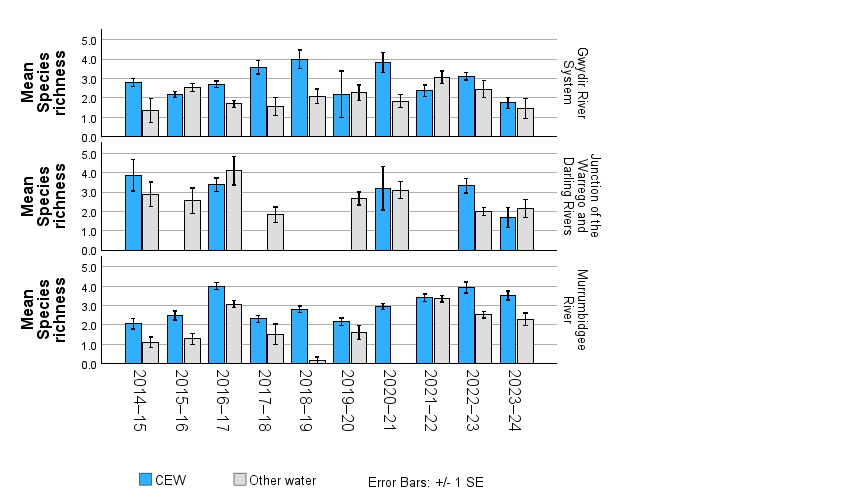 Mean
Species
richness
5.0
4.0
3.0
2.0
1.0
0.0
Gwydir River
System
Mean
Species
richness
5.0
4.0
3.0
2.0
1.0
0.0
Junction of the
Warrego and
Darling Rivers
Mean
Species
richness
5.0
4.0
3.0
2.0
1.0
0.0
Murrumbidgee
River
2014–15
2015–16
2016–17
2017–18
2018–19
2019–20
2020–21
2021–22
2022–23
2023–24
CEW
Other water
Error Bars: +/- 1 SE